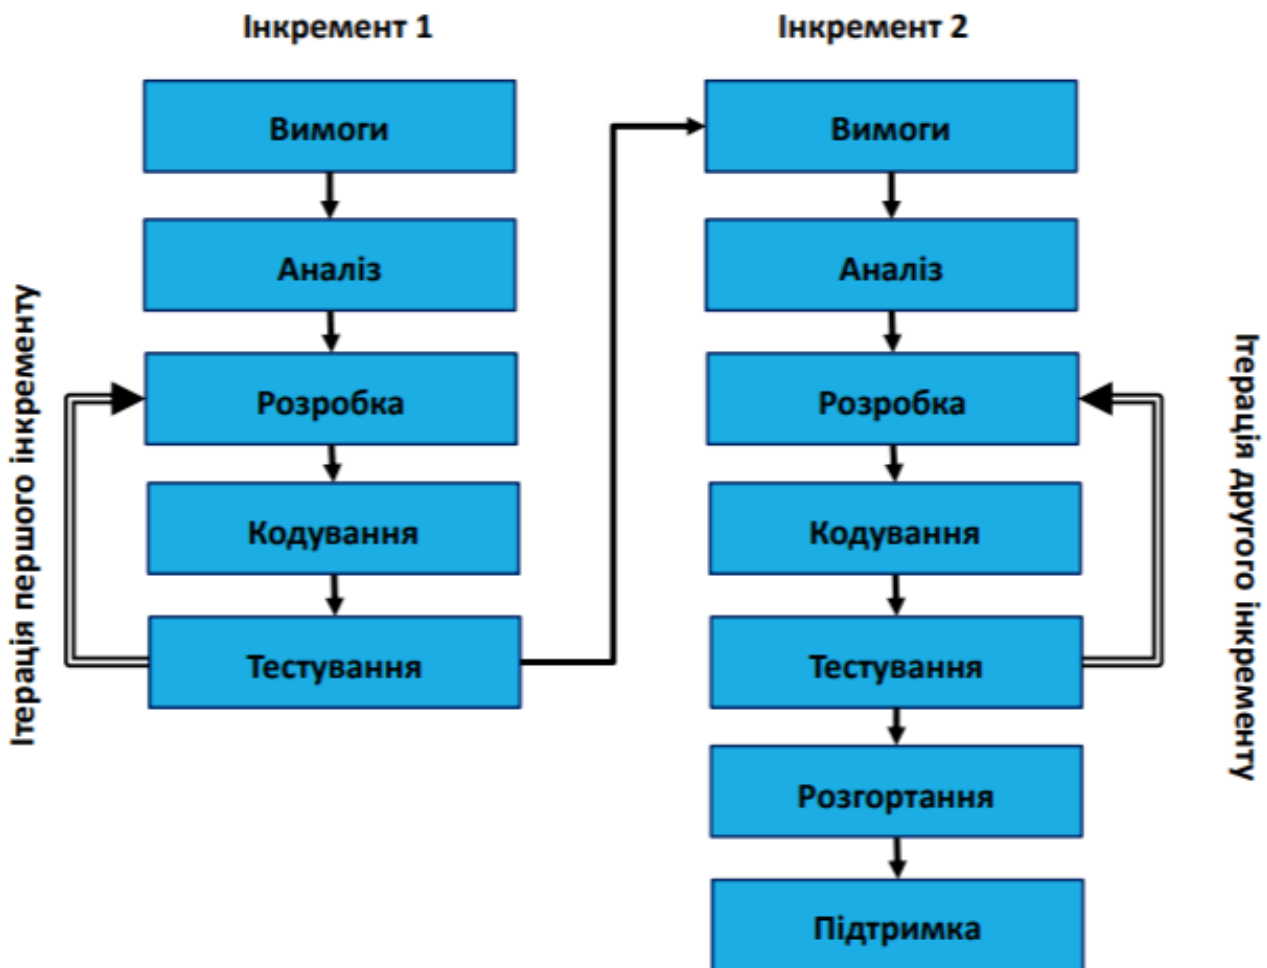 Інкремент 1
Інкремент 2
Вимоги
Аналіз
Розробка
Кодування
Тестування
Вимоги
Аналіз
Розробка
Кодування
Тестування
Розгортання
Підтримка
Ітерація першого інкременту
Ітерація другого інкременту